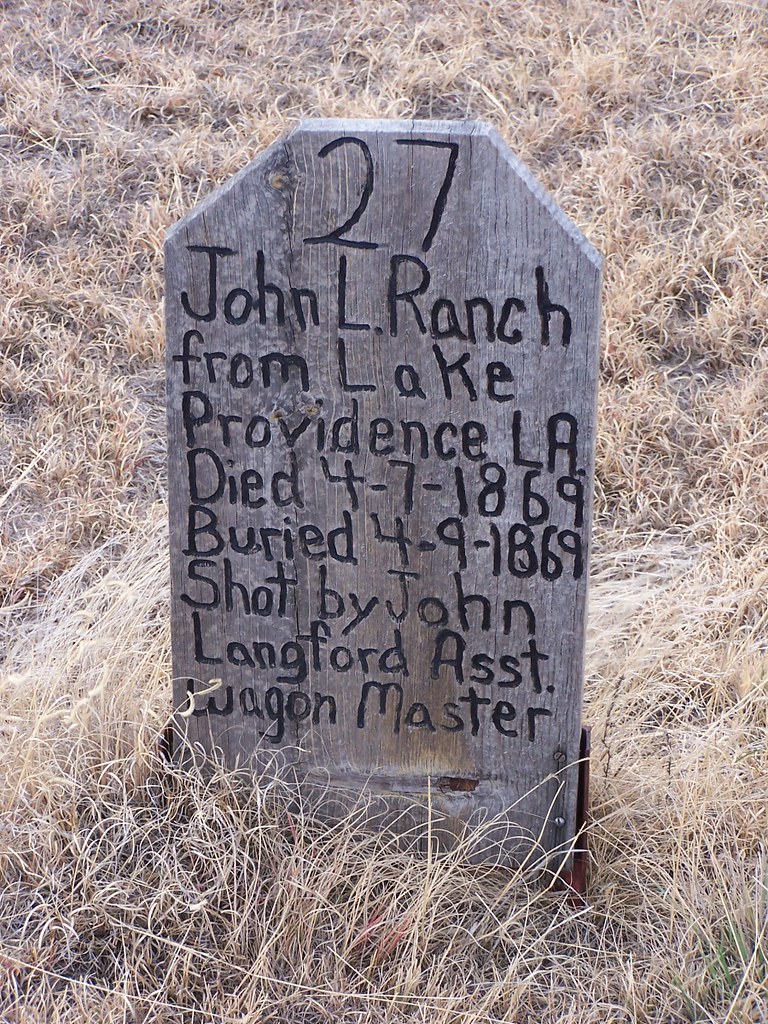 27
John L. Ranch
from Lake
Providence LA.
Died 4-7-1869
Buried 4-9-1869
Shot by John
Langford Asst.
Wagon Master